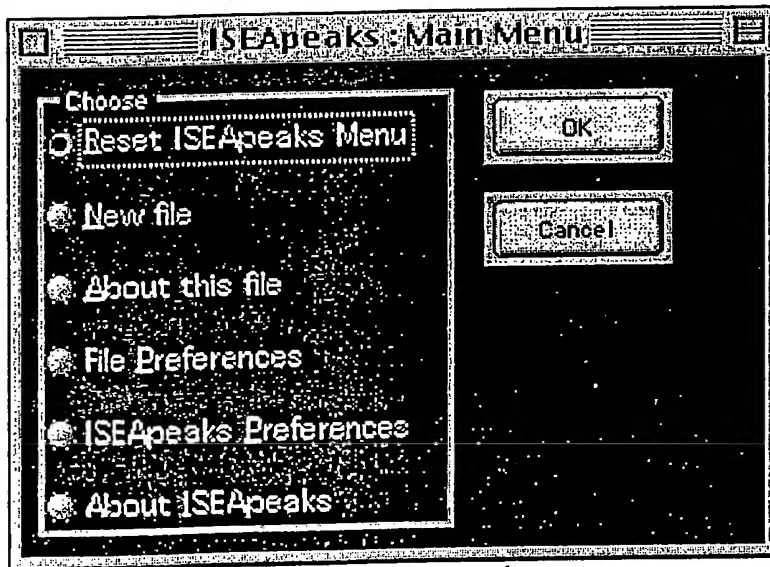 ISEApeaks : Main Menu
Choose
Reset ISEApeaks Menu
New file
About this file
File Preferences
ISEApeaks Preferences
About ISEApeaks
OK
Cancel